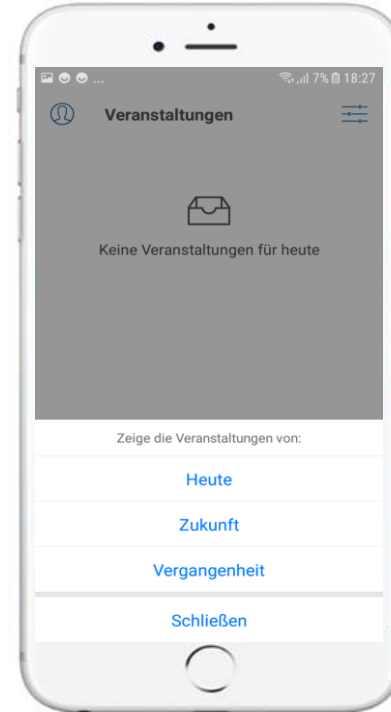 ... 7% 18:27
Veranstaltungen
Keine Veranstaltungen für heute
Zeige die Veranstaltungen von:
Heute
Zukunft
Vergangenheit
Schließen